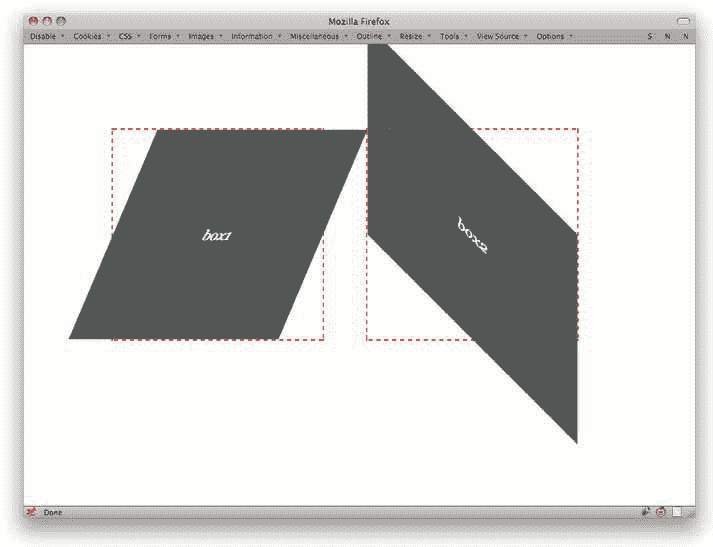 Mozilla Firefox
Disable Cookies CSS Forms Images Information Miscellaneous Outline Resize Tools View Source Options S N N
box1
box2
Done